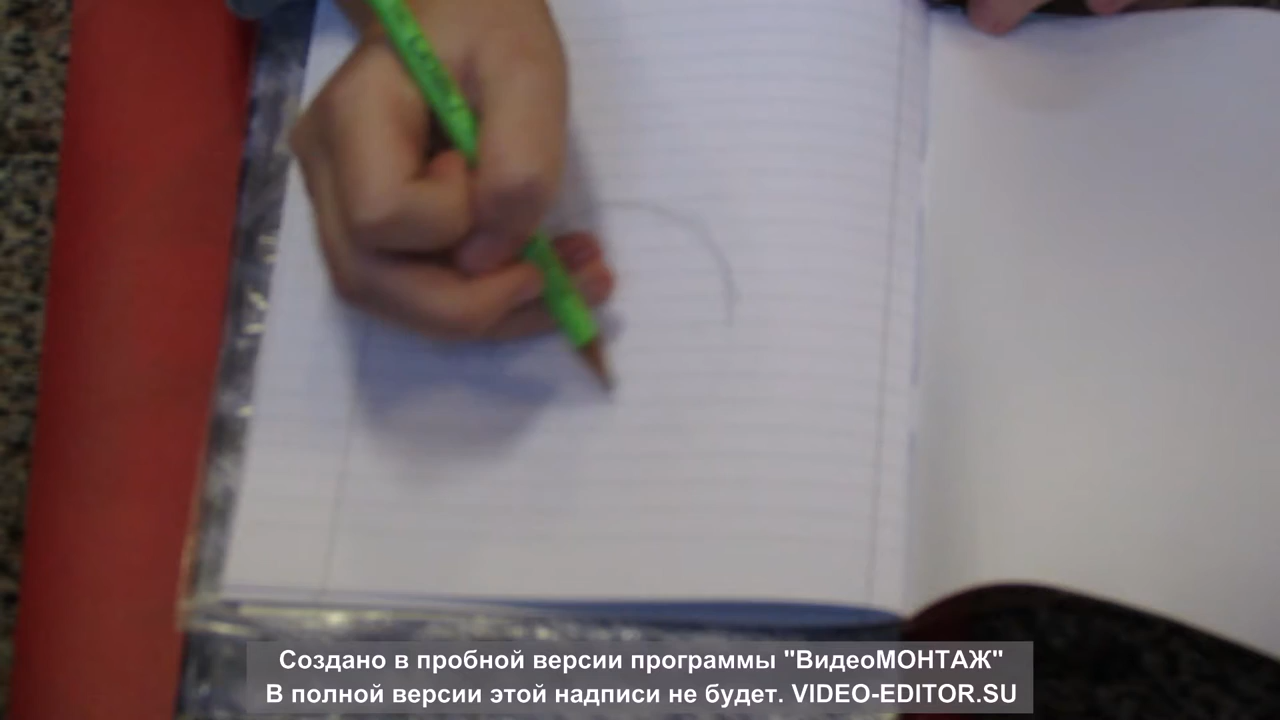 Создано в пробной версии программы "ВидеоМОНТАЖ"
В полной версии этой надписи не будет. VIDEO-EDITOR.SU